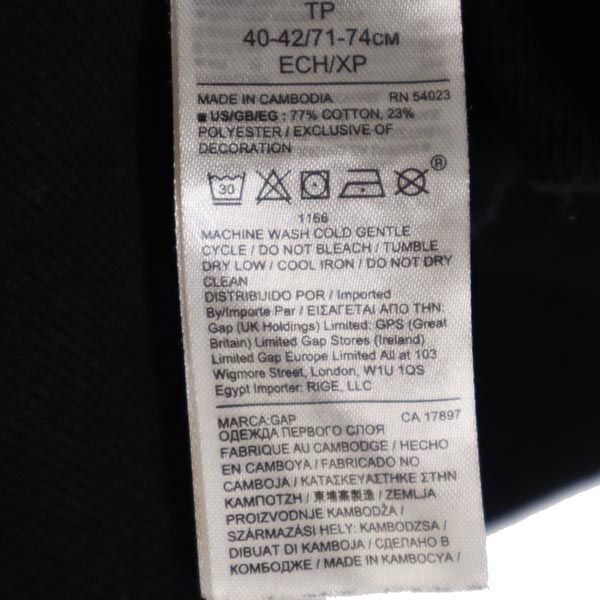 TP
40-42/71-74CM
ECH/XP
MADE IN CAMBODIA RN 54023
■ US/GB/EG : 77% COTTON, 23%
POLYESTER / EXCLUSIVE OF
DECORATION
30 ®
1166
MACHINE WASH COLD GENTLE
CYCLE / DO NOT BLEACH / TUMBLE
DRY LOW / COOL IRON / DO NOT DRY
CLEAN
DISTRIBUIDO POR / Imported
By/Importe Par / ΕΙΣΑΓΕΤΑΙ ΑΠΟ ΤΗΝ:
Gap (UK Holdings) Limited: GPS (Great
Britain) Limited Gap Stores (Ireland)
Limited Gap Europe Limited All at 103
Wigmore Street, London, W1U 1QS
Egypt Importer: RIGE, LLC
MARCA:GAP CA 17897
ОДЕЖДА ПЕРВОГО СЛОЯ
FABRIQUE AU CAMBODGE / HECHO
EN CAMBOYA / FABRICADO NO
CAMBOJA / ΚΑΤΑΣΚΕΥΑΣΤΗΚΕ ΣΤΗΝ
ΚΑΜΠΟΤΖΗ / 柬埔寨製造 / ZEMLJA
PROIZVODNJE KAMBODŽA /
SZÁRMAZÁSI HELY: KAMBODZSA /
DIBUAT DI KAMBOJA / СДЕЛАНО В
КОМБОДЖЕ / MADE IN KAMBOÇYA